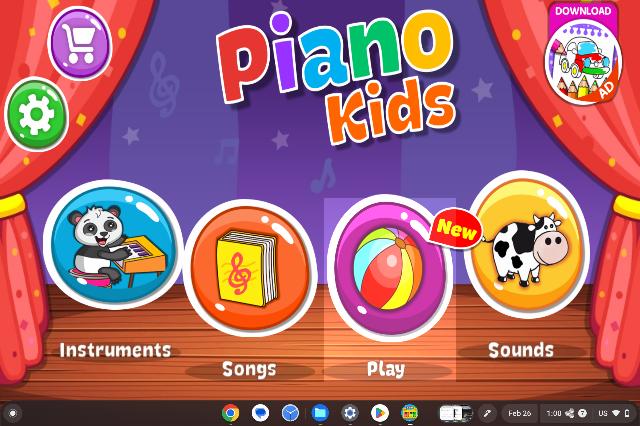 DOWNLOAD
Piano
Kids
AD
New
Instruments
Songs
Play
Sounds
Feb 26
1:00
US